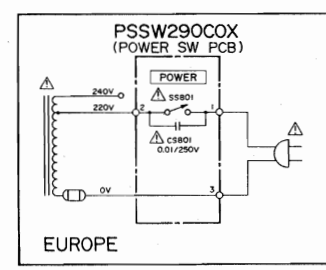 PSSW290COX
(POWER SW PCB)
POWER
240V
SS801
220V
2
1
CS801
0.01/250V
0V
3
EUROPE